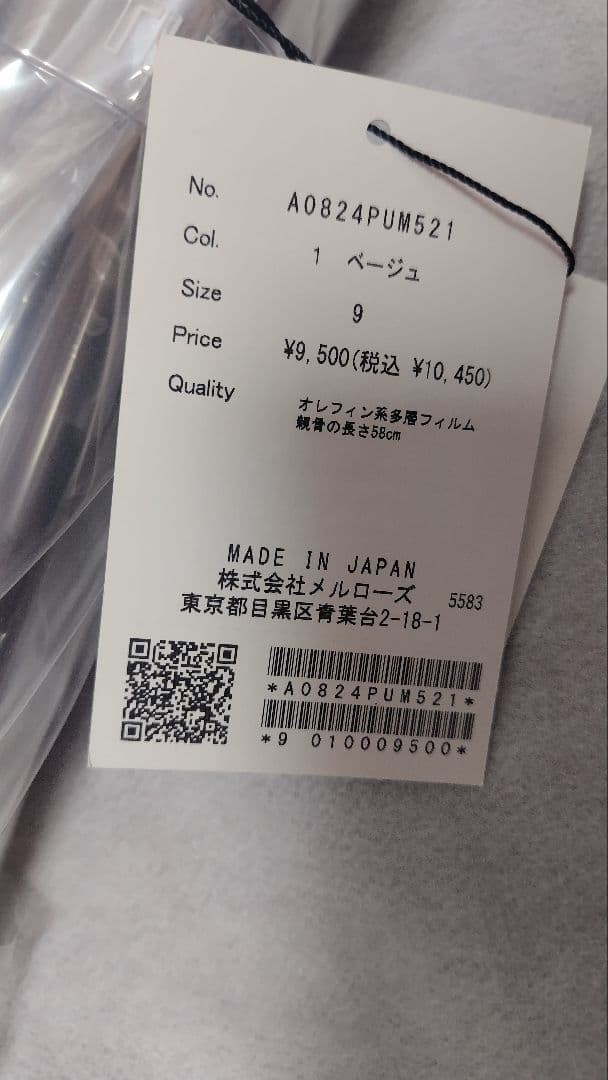 No. A0824PUM521
Col. 1 ベージュ
Size 9
Price ¥9,500(税込 ¥10,450)
Quality オレフィン系多層フィルム
親骨の長さ58cm
MADE IN JAPAN
株式会社メルローズ 5583
東京都目黒区青葉台2-18-1
*A0824PUM521*
*9 010009500*